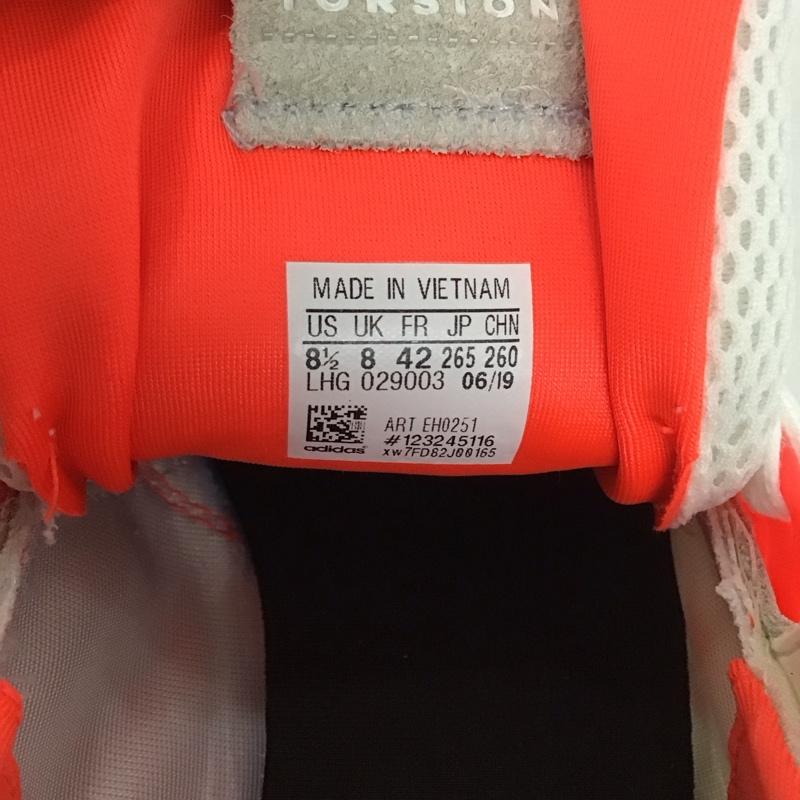 TORSION
MADE IN VIETNAM
US UK FR JP CHN
8½ 8 42 265 260
LHG 029003 06/19
ART EH0251
#123245116
adidas xw7FD82J00165